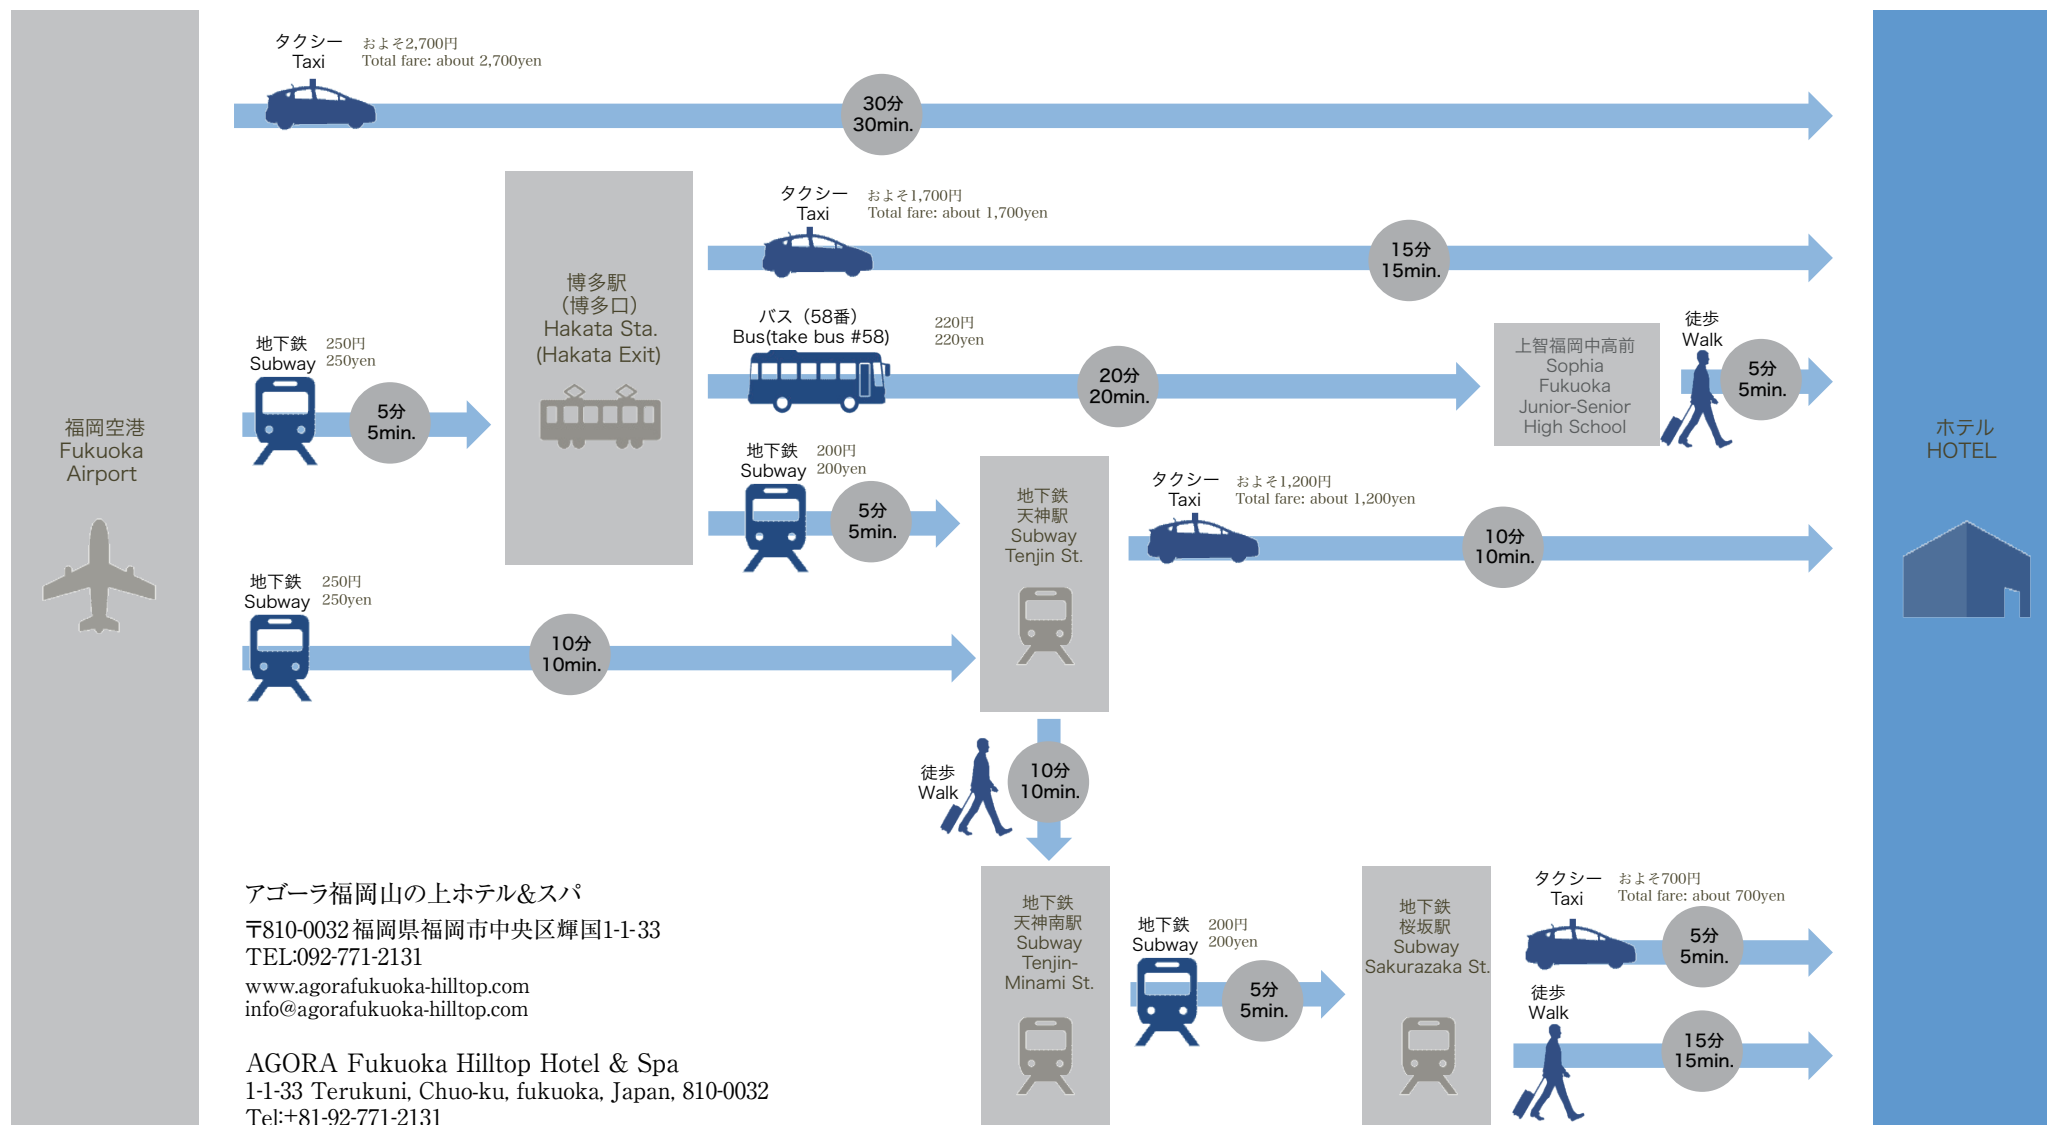 タクシー
Taxi
およそ2,700円
Total fare: about 2,700yen
30分
30min.
福岡空港
Fukuoka
Airport
地下鉄
Subway
250円
250yen
5分
5min.
博多駅
（博多口）
Hakata Sta.
(Hakata Exit)
タクシー
Taxi
およそ1,700円
Total fare: about 1,700yen
15分
15min.
バス（58番）
Bus(take bus #58)
220円
220yen
20分
20min.
上智福岡中高前
Sophia
Fukuoka
Junior-Senior
High School
徒歩
Walk
5分
5min.
ホテル
HOTEL
地下鉄
Subway
200円
200yen
5分
5min.
地下鉄
天神駅
Subway
Tenjin St.
タクシー
Taxi
およそ1,200円
Total fare: about 1,200yen
10分
10min.
地下鉄
Subway
250円
250yen
10分
10min.
徒歩
Walk
10分
10min.
地下鉄
天神南駅
Subway
Tenjin-
Minami St.
地下鉄
Subway
200円
200yen
5分
5min.
地下鉄
桜坂駅
Subway
Sakurazaka St.
タクシー
Taxi
およそ700円
Total fare: about 700yen
5分
5min.
徒歩
Walk
15分
15min.
アゴーラ福岡山の上ホテル&スパ
〒810-0032 福岡県福岡市中央区輝国1-1-33
TEL:092-771-2131
www.agorafukuoka-hilltop.com
info@agorafukuoka-hilltop.com
AGORA Fukuoka Hilltop Hotel & Spa
1-1-33 Terukuni, Chuo-ku, fukuoka, Japan, 810-0032
Tel:+81-92-771-2131